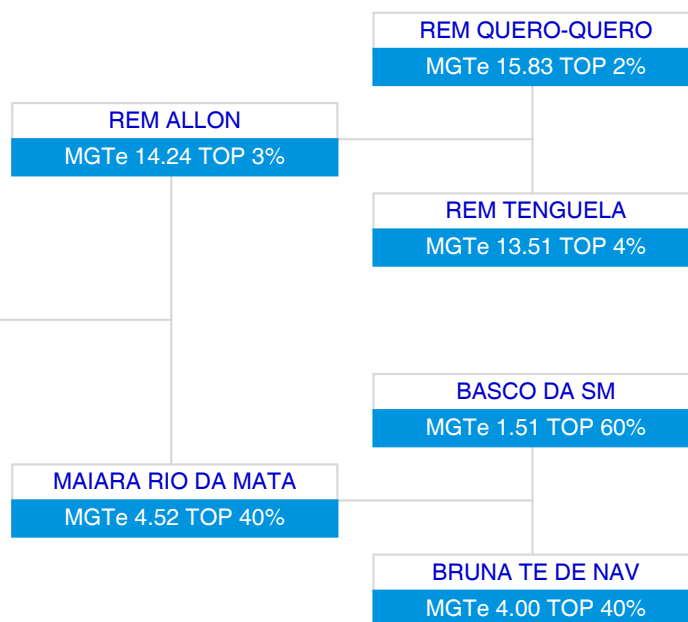 REM QUERO-QUERO
MGTe 15.83 TOP 2%
REM ALLON
MGTe 14.24 TOP 3%
REM TENGUELA
MGTe 13.51 TOP 4%
BASCO DA SM
MGTe 1.51 TOP 60%
MAIARA RIO DA MATA
MGTe 4.52 TOP 40%
BRUNA TE DE NAV
MGTe 4.00 TOP 40%